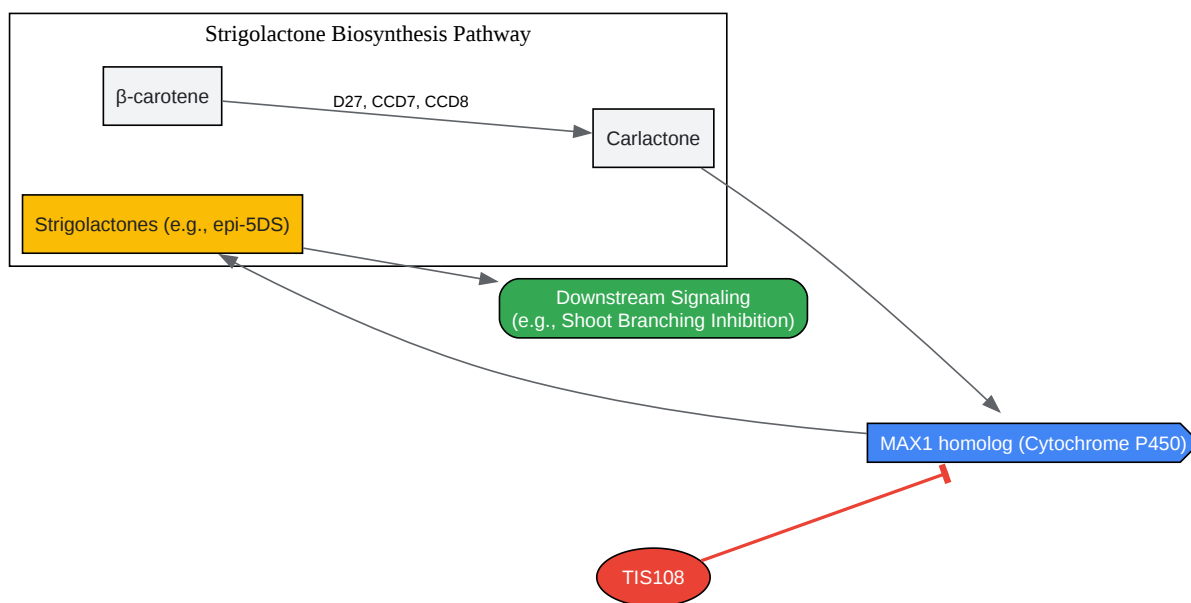 Strigolactone Biosynthesis Pathway
β-carotene
D27, CCD7, CCD8
Carlactone
Strigolactones (e.g., epi-5DS)
Downstream Signaling
(e.g., Shoot Branching Inhibition)
MAX1 homolog (Cytochrome P450)
TIS108